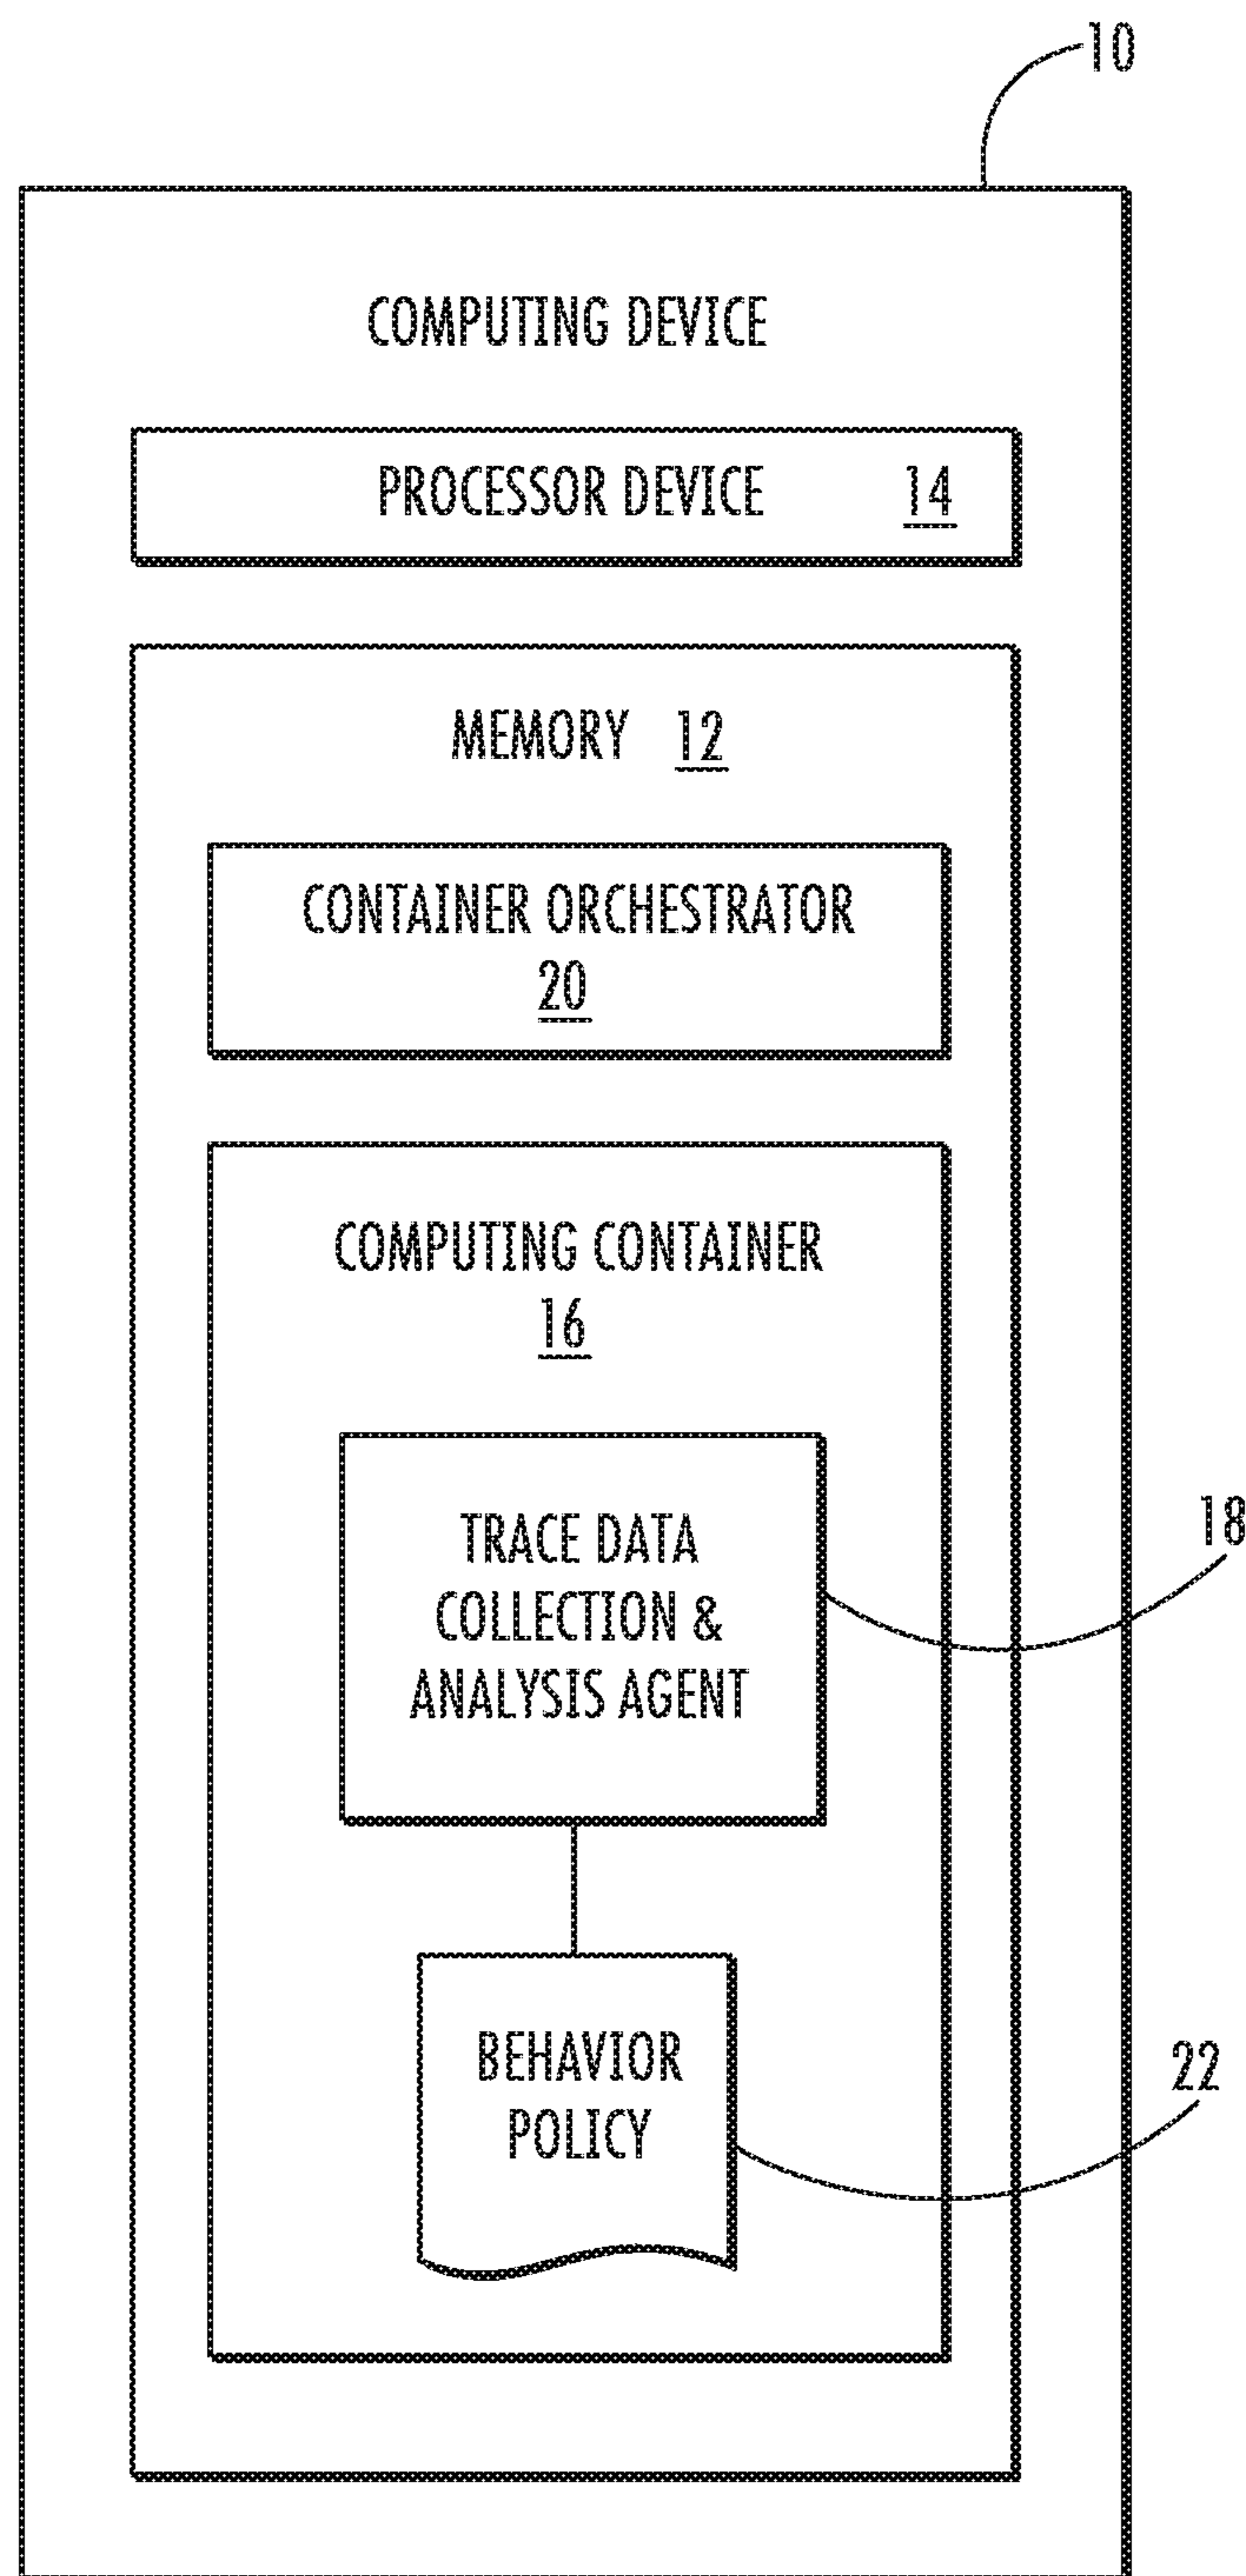 10
COMPUTING DEVICE
PROCESSOR DEVICE 14
MEMORY 12
CONTAINER ORCHESTRATOR
20
COMPUTING CONTAINER
16
TRACE DATA
COLLECTION &
ANALYSIS AGENT
18
BEHAVIOR
POLICY
22